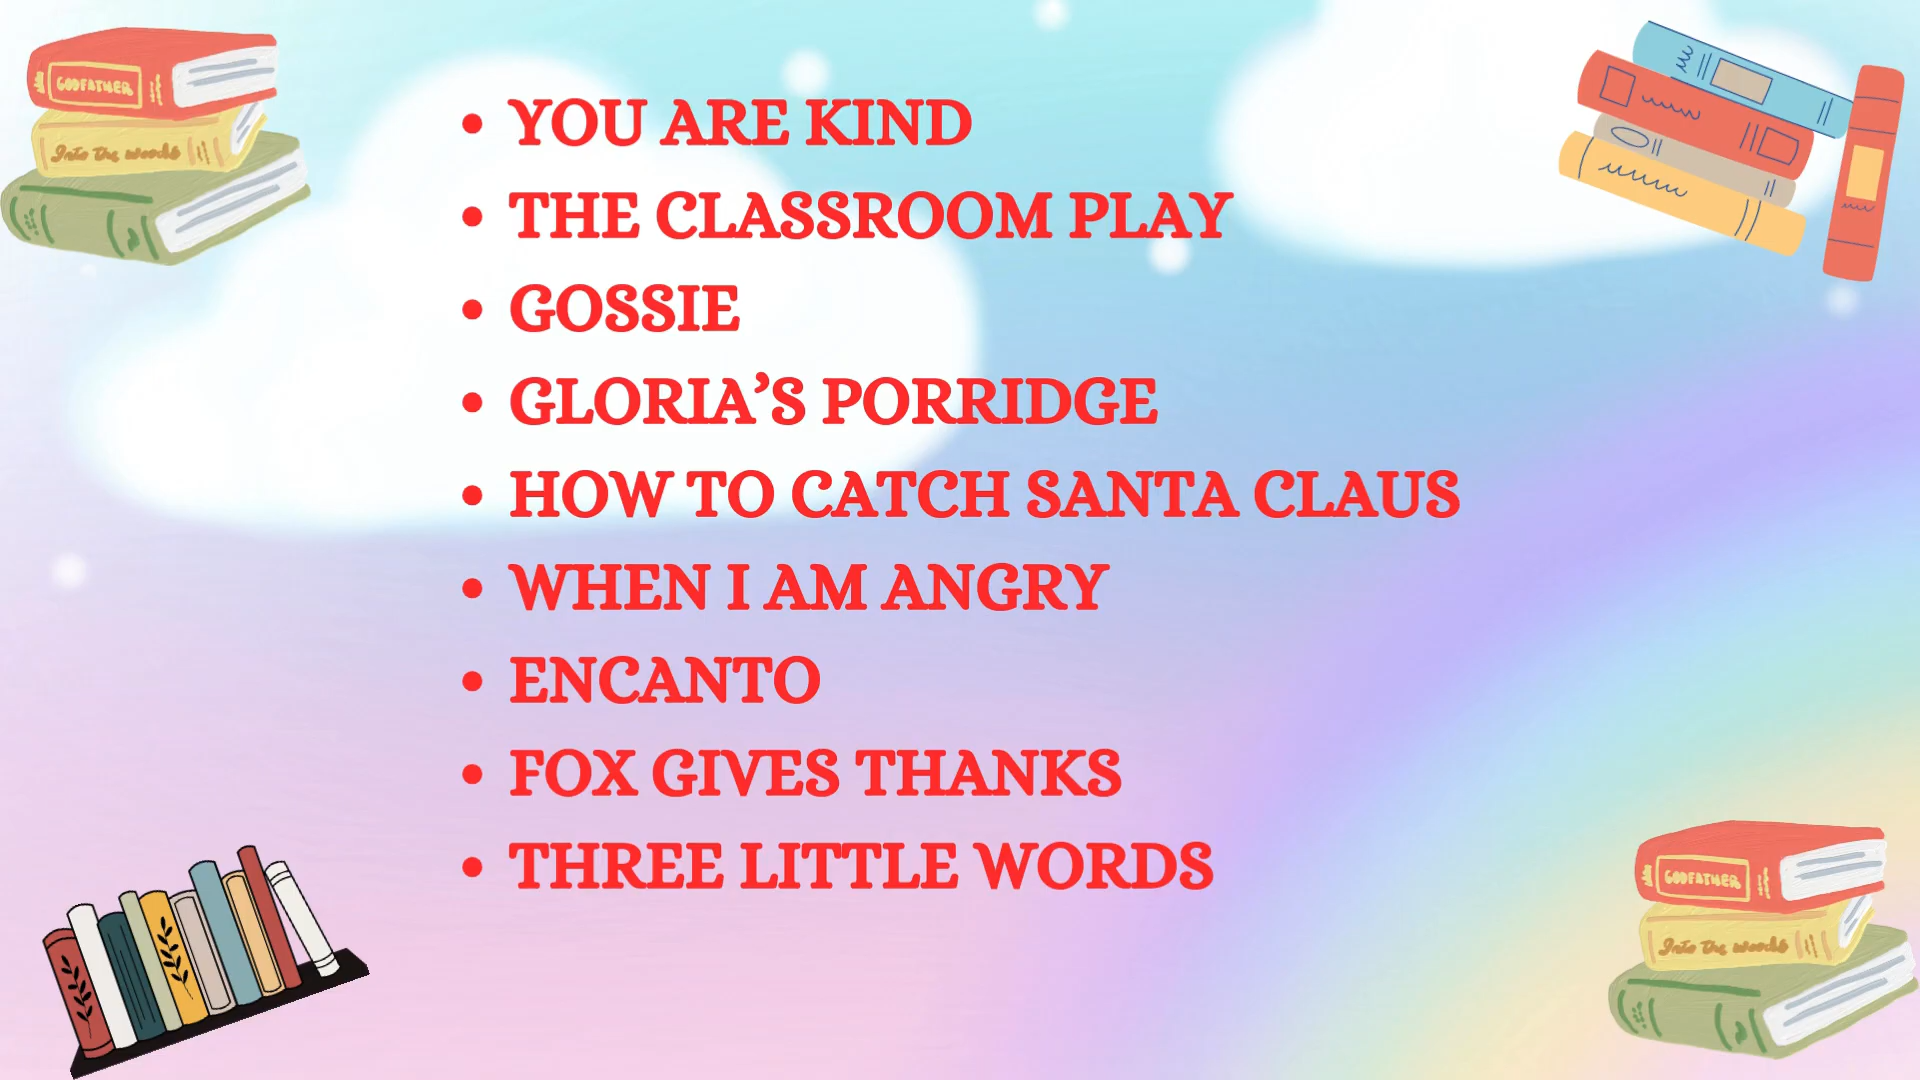 GODFATHER
Into the woods
• YOU ARE KIND
• THE CLASSROOM PLAY
• GOSSIE
• GLORIA’S PORRIDGE
• HOW TO CATCH SANTA CLAUS
• WHEN I AM ANGRY
• ENCANTO
• FOX GIVES THANKS
• THREE LITTLE WORDS
GODFATHER
Into the woods